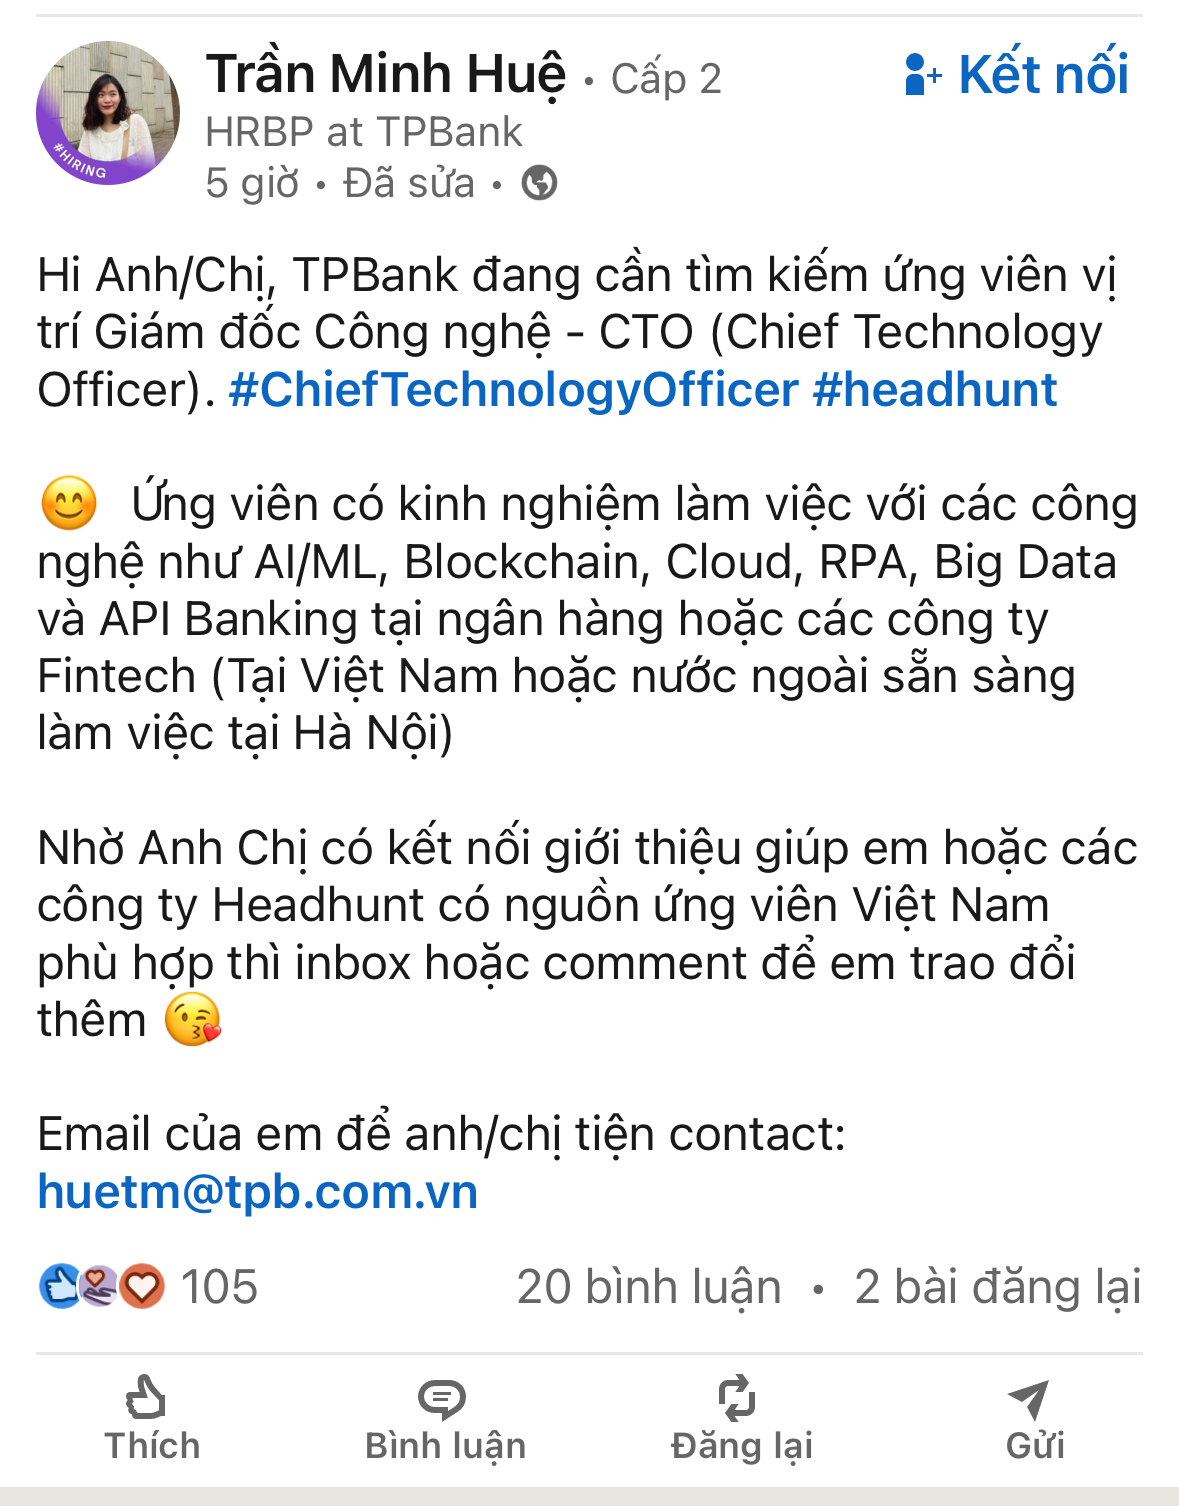 Trần Minh Huệ • Cấp 2
Kết nối
HRBP at TPBank
5 giờ • Đã sửa •
#HIRING
Hi Anh/Chị, TPBank đang cần tìm kiếm ứng viên vị
trí Giám đốc Công nghệ - CTO (Chief Technology
Officer). #ChiefTechnologyOfficer #headhunt
😊 Ứng viên có kinh nghiệm làm việc với các công
nghệ như AI/ML, Blockchain, Cloud, RPA, Big Data
và API Banking tại ngân hàng hoặc các công ty
Fintech (Tại Việt Nam hoặc nước ngoài sẵn sàng
làm việc tại Hà Nội)
Nhờ Anh Chị có kết nối giới thiệu giúp em hoặc các
công ty Headhunt có nguồn ứng viên Việt Nam
phù hợp thì inbox hoặc comment để em trao đổi
thêm 😘
Email của em để anh/chị tiện contact:
huetm@tpb.com.vn
105
20 bình luận • 2 bài đăng lại
Thích
Bình luận
Đăng lại
Gửi